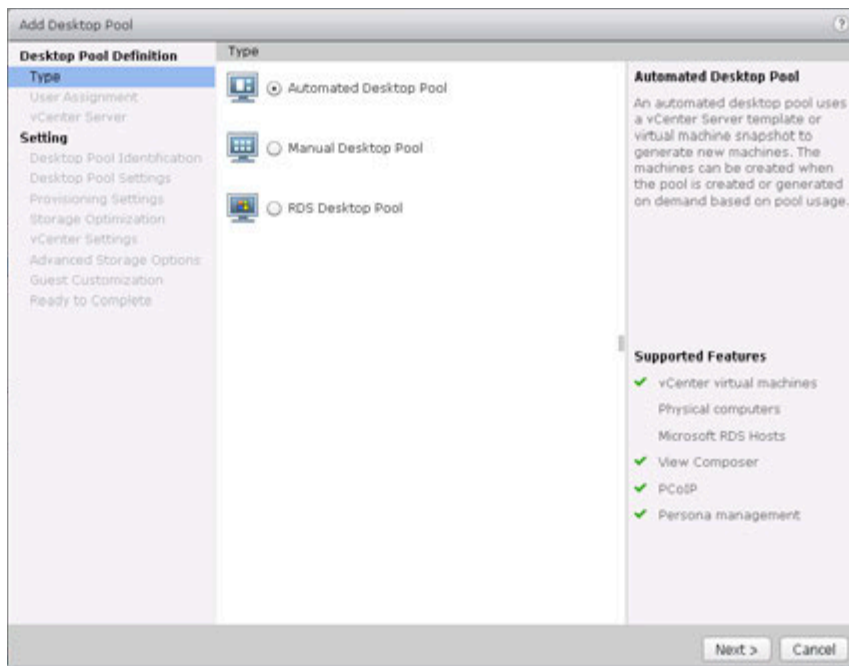 Add Desktop Pool
?
Desktop Pool Definition
Type
User Assignment
vCenter Server
Setting
Desktop Pool Identification
Desktop Pool Settings
Provisioning Settings
Storage Optimization
vCenter Settings
Advanced Storage Options
Guest Customization
Ready to Complete
Type
Automated Desktop Pool
Manual Desktop Pool
RDS Desktop Pool
Automated Desktop Pool
An automated desktop pool uses
a vCenter Server template or
virtual machine snapshot to
generate new machines. The
machines can be created when
the pool is created or generated
on demand based on pool usage.
Supported Features
vCenter virtual machines
Physical computers
Microsoft RDS Hosts
View Composer
PCoIP
Persona management
Next >
Cancel